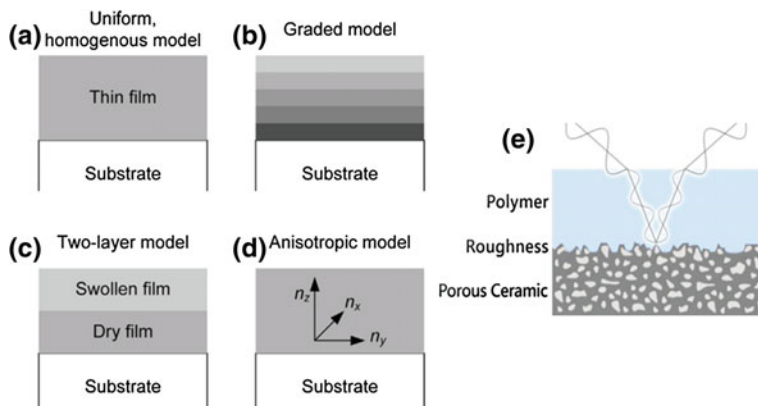 (a)
Uniform,
homogenous model
Thin film
Substrate
(b)
Graded model
Substrate
(c)
Two-layer model
Swollen film
Dry film
Substrate
(d)
Anisotropic model
nz
nx
ny
Substrate
(e)
Polymer
Roughness
Porous Ceramic